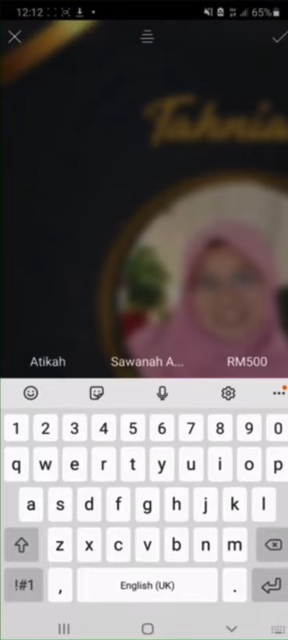 12:12 65%
Tahnia
Atikah Sawanah A... RM500
1 2 3 4 5 6 7 8 9 0
q w e r t y u i o p
a s d f g h j k l
z x c v b n m
!#1 , English (UK) .